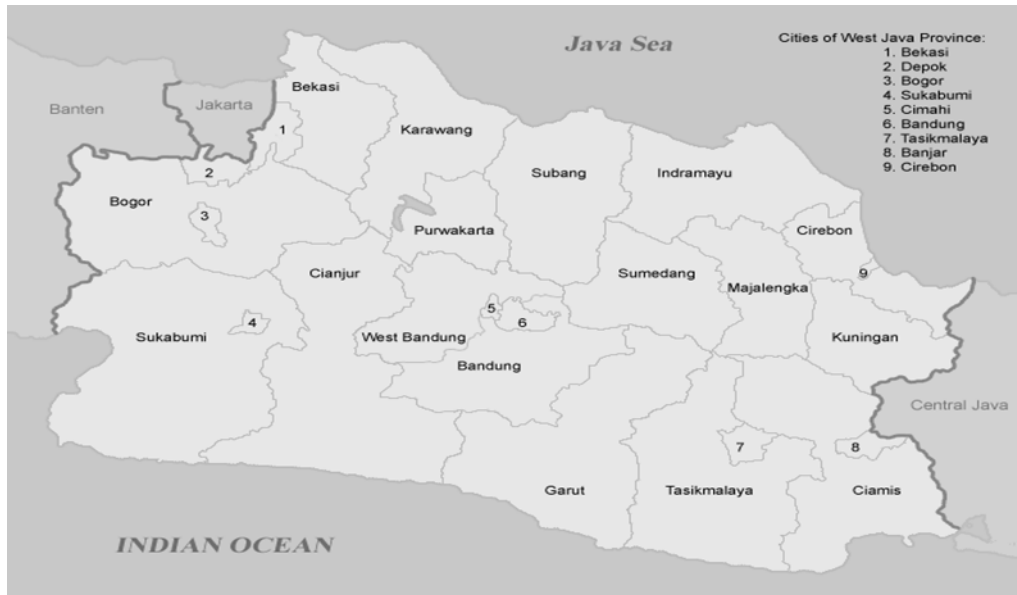 Java Sea
Cities of West Java Province:
1. Bekasi
2. Depok
3. Bogor
4. Sukabumi
5. Cimahi
6. Bandung
7. Tasikmalaya
8. Banjar
9. Cirebon
Banten
Jakarta
Bekasi
1
Karawang
2
Subang
Indramayu
Bogor
3
Purwakarta
Cirebon
Cianjur
Sumedang
9
Majalengka
5
4
6
Sukabumi
West Bandung
Kuningan
Bandung
Central Java
7
8
Garut
Tasikmalaya
Ciamis
INDIAN OCEAN